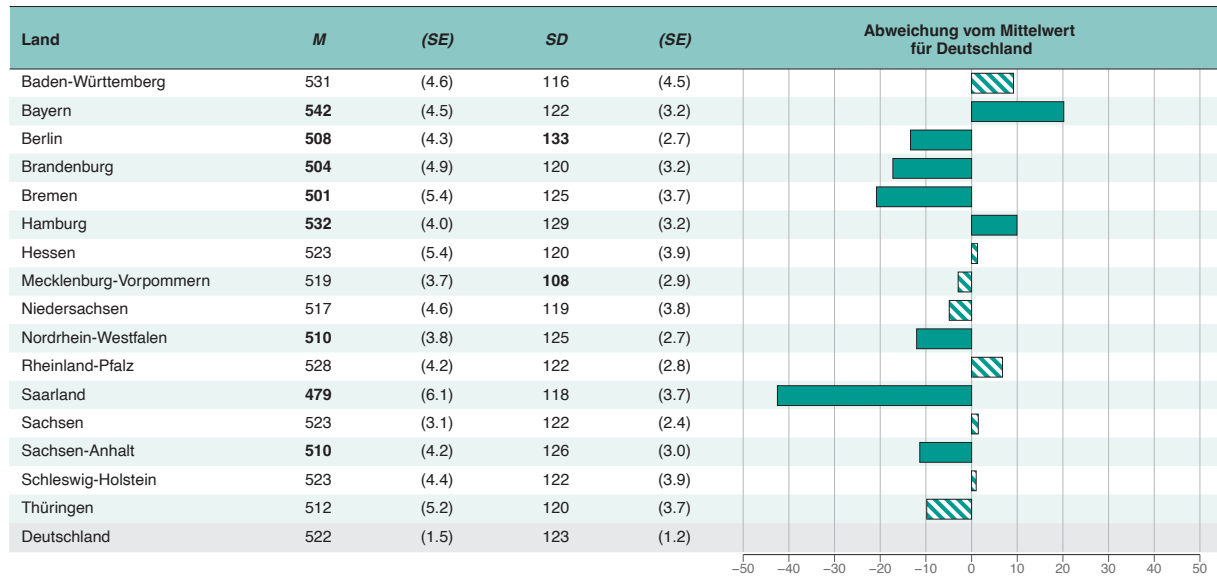 Land M (SE) SD (SE) Abweichung vom Mittelwert
für Deutschland
Baden-Württemberg 531 (4.6) 116 (4.5)
Bayern 542 (4.5) 122 (3.2)
Berlin 508 (4.3) 133 (2.7)
Brandenburg 504 (4.9) 120 (3.2)
Bremen 501 (5.4) 125 (3.7)
Hamburg 532 (4.0) 129 (3.2)
Hessen 523 (5.4) 120 (3.9)
Mecklenburg-Vorpommern 519 (3.7) 108 (2.9)
Niedersachsen 517 (4.6) 119 (3.8)
Nordrhein-Westfalen 510 (3.8) 125 (2.7)
Rheinland-Pfalz 528 (4.2) 122 (2.8)
Saarland 479 (6.1) 118 (3.7)
Sachsen 523 (3.1) 122 (2.4)
Sachsen-Anhalt 510 (4.2) 126 (3.0)
Schleswig-Holstein 523 (4.4) 122 (3.9)
Thüringen 512 (5.2) 120 (3.7)
Deutschland 522 (1.5) 123 (1.2)
−50 −40 −30 −20 −10 0 10 20 30 40 50